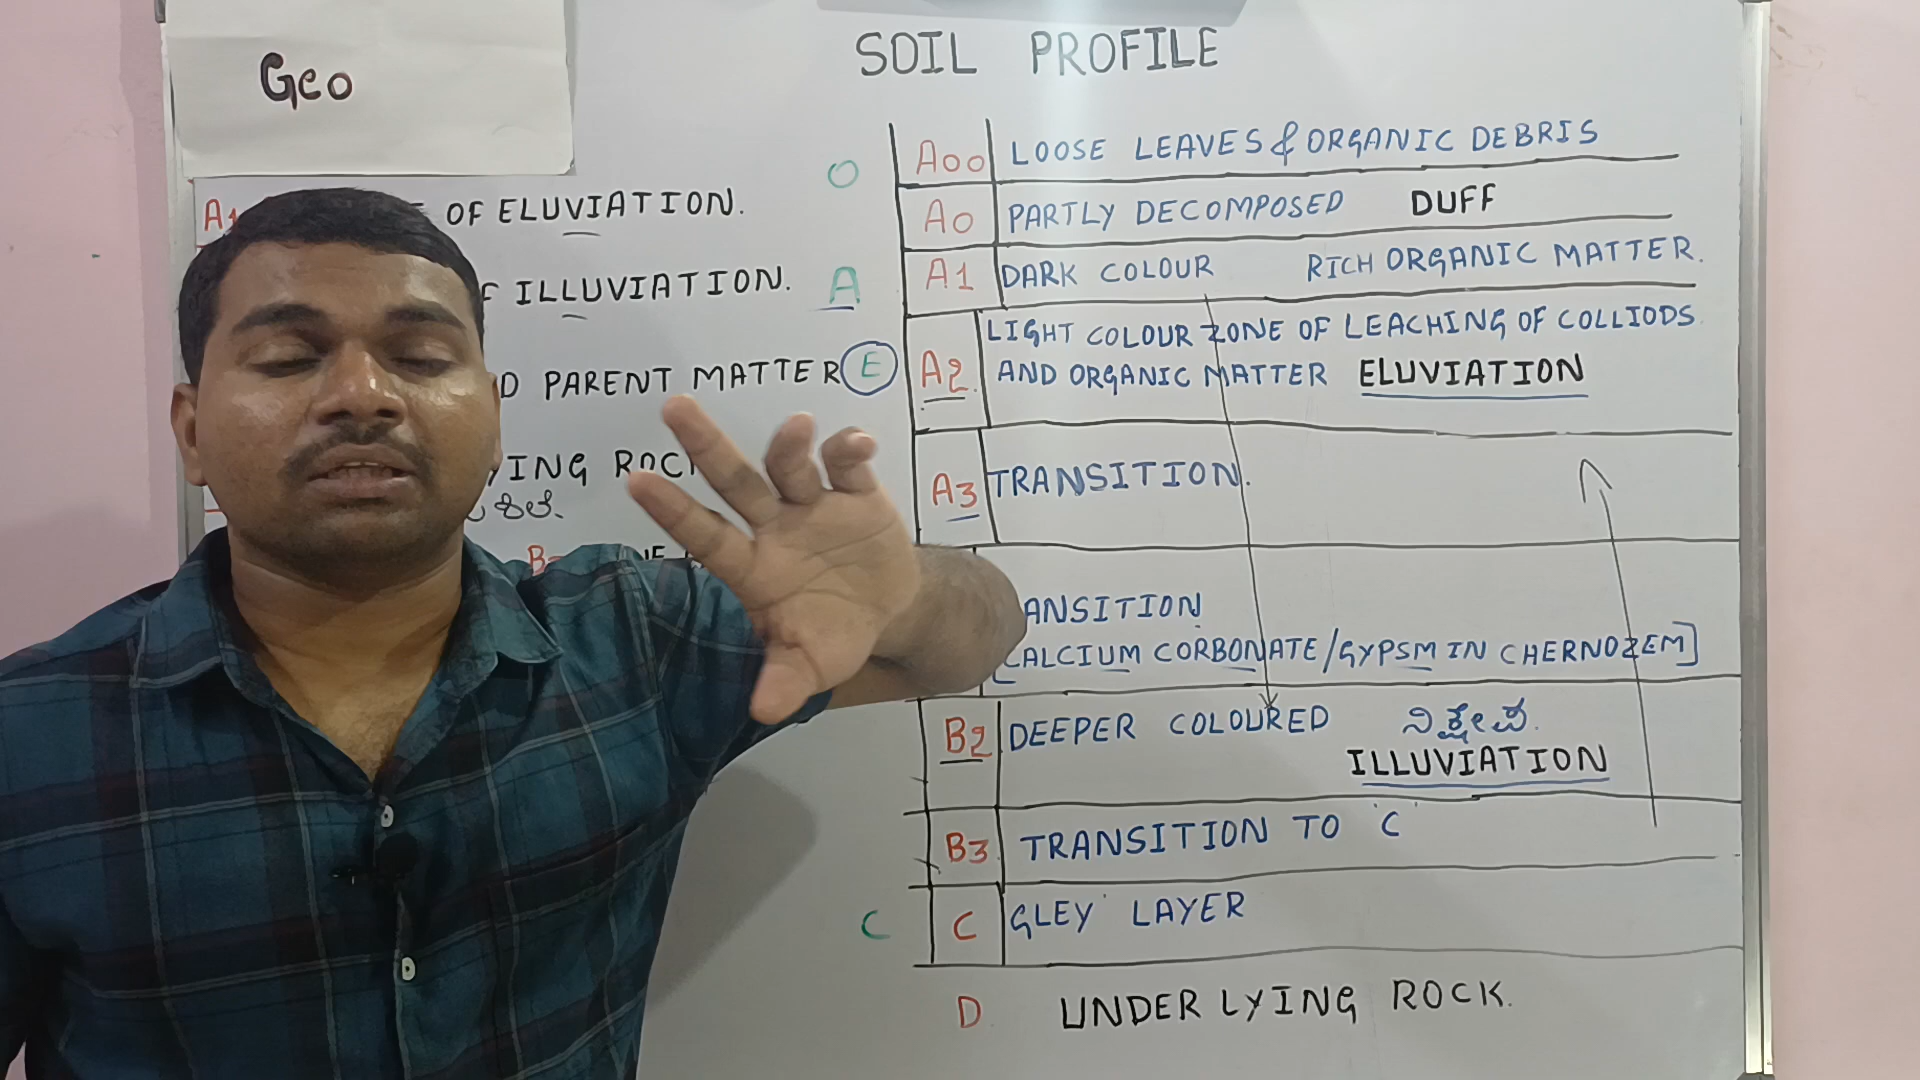 Geo
SOIL PROFILE
A1 OF ELUVIATION.
ILLUVIATION.
D PARENT MATTER
YING ROCK
O
A
E
C
A00 LOOSE LEAVES & ORGANIC DEBRIS
A0 PARTLY DECOMPOSED DUFF
A1 DARK COLOUR RICH ORGANIC MATTER.
A2 LIGHT COLOUR ZONE OF LEACHING OF COLLIODS
AND ORGANIC MATTER ELUVIATION
A3 TRANSITION.
ANSITION
[CALCIUM CORBONATE/GYPSM IN CHERNOZEM]
B2 DEEPER COLOURED ನಿಕ್ಷೇಪ.
ILLUVIATION
B3 TRANSITION TO 'C'
C GLEY LAYER
D UNDERLYING ROCK.